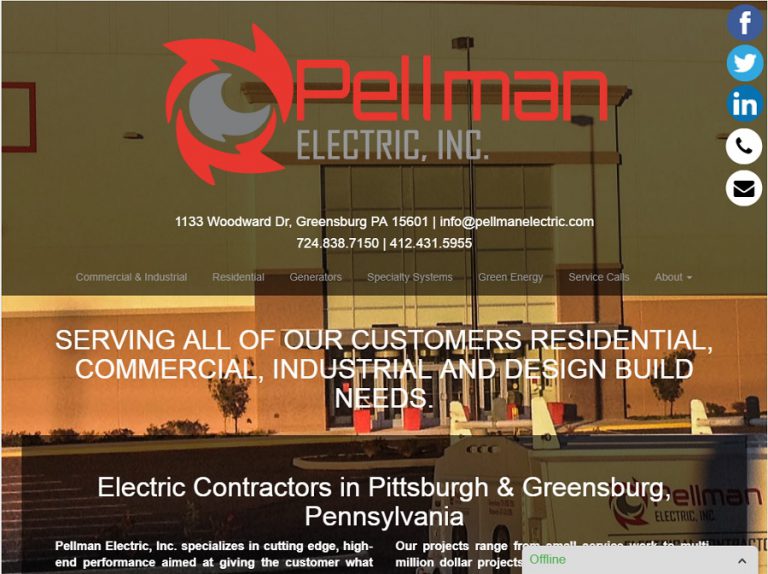 Pellman
ELECTRIC, INC.
1133 Woodward Dr, Greensburg PA 15601 | info@pellmanelectric.com
724.838.7150 | 412.431.5955
Commercial & Industrial Residential Generators Specialty Systems Green Energy Service Calls About
SERVING ALL OF OUR CUSTOMERS RESIDENTIAL,
COMMERCIAL, INDUSTRIAL AND DESIGN BUILD
NEEDS.
Electric Contractors in Pittsburgh & Greensburg,
Pennsylvania
Pellman
ELECTRIC, INC.
Pellman Electric, Inc. specializes in cutting edge, high-
end performance aimed at giving the customer what
Our projects range from small service work to multi
million dollar projects
Offline